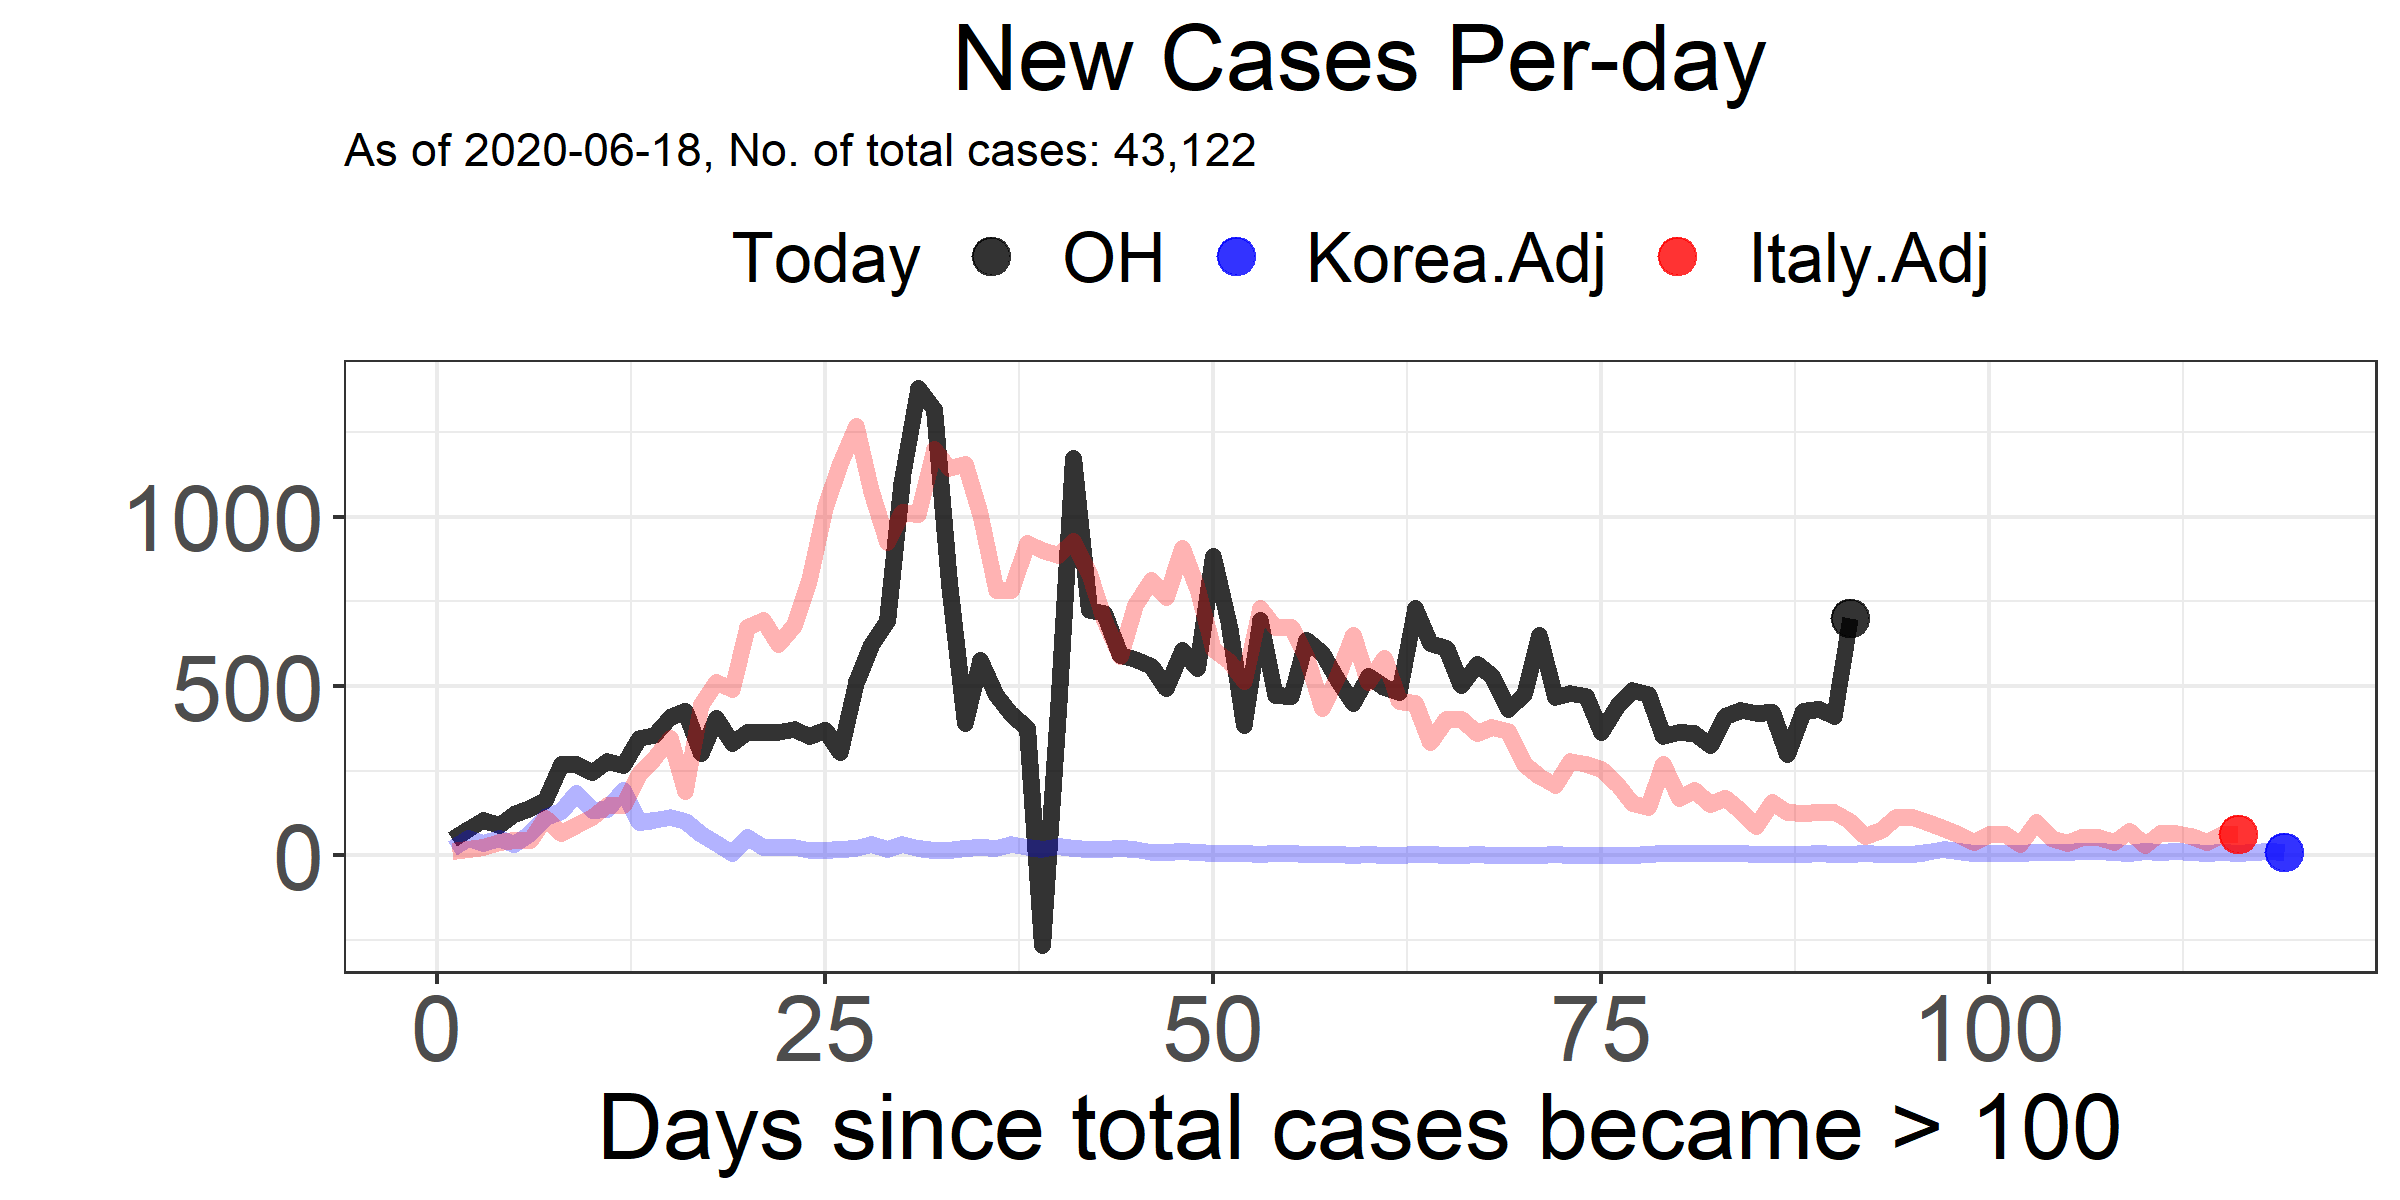 New Cases Per-day
As of 2020-06-18, No. of total cases: 43,122
Today OH Korea.Adj Italy.Adj
1000
500
0
0 25 50 75 100
Days since total cases became > 100